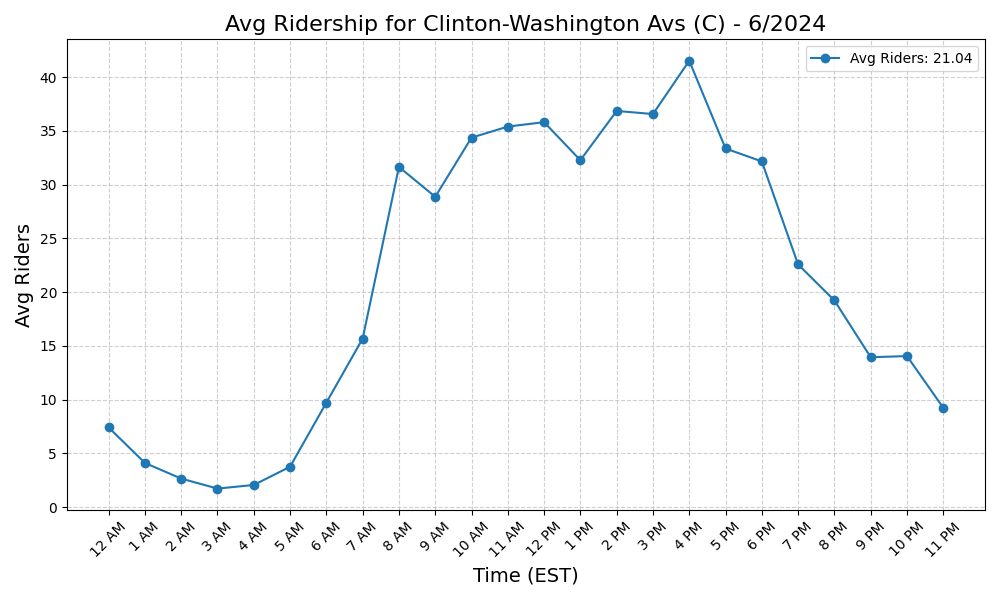 Avg Ridership for Clinton-Washington Avs (C) - 6/2024
Avg Riders: 21.04
Avg Riders
40
35
30
25
20
15
10
5
0
12 AM
1 AM
2 AM
3 AM
4 AM
5 AM
6 AM
7 AM
8 AM
9 AM
10 AM
11 AM
12 PM
1 PM
2 PM
3 PM
4 PM
5 PM
6 PM
7 PM
8 PM
9 PM
10 PM
11 PM
Time (EST)